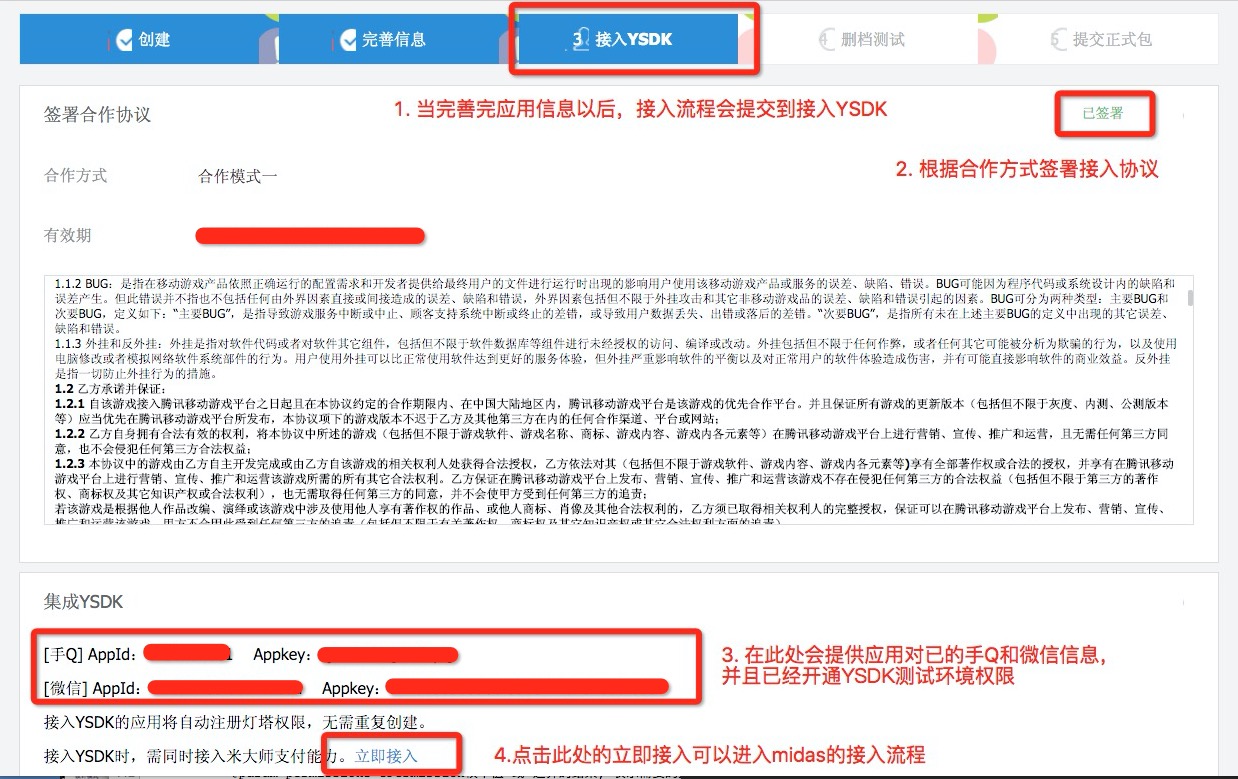 创建
完善信息
3 接入YSDK
4 删档测试
5 提交正式包
签署合作协议
1. 当完善完应用信息以后，接入流程会提交到接入YSDK
已签署
2. 根据合作方式签署接入协议
合作方式 合作模式一
有效期
1.1.2 BUG：是指在移动游戏产品依照正确运行的配置需求和开发者提供给最终用户的文件进行运行时出现的影响用户使用该移动游戏产品或服务的误差、缺陷、错误。BUG可能因为程序代码或系统设计内的缺陷和
误差产生。但此错误并不指也不包括任何由外界因素直接或间接造成的误差、缺陷和错误，外界因素包括但不限于外挂攻击和其它非移动游戏品的误差、缺陷和错误引起的因素。BUG可分为两种类型：主要BUG和
次要BUG，定义如下：“主要BUG”，是指导致游戏服务中断或中止、顾客支持系统中断或终止的差错，或导致用户数据丢失、出错或落后的差错。“次要BUG”，是指所有未在上述主要BUG的定义中出现的其它误差、
缺陷和错误。
1.1.3 外挂和反外挂：外挂是指对软件代码或者对软件其它组件，包括但不限于软件数据库等组件进行未经授权的访问、编译或改动。外挂包括但不限于任何作弊，或者任何其它可能被分析为欺骗的行为，以及使用
电脑修改或者模拟网络软件系统部件的行为。用户使用外挂可以比正常使用软件达到更好的服务体验，但外挂严重影响软件的平衡以及对正常用户的软件体验造成伤害，并有可能直接影响软件的商业效益。反外挂
是指一切防止外挂行为的措施。
1.2 乙方承诺并保证：
1.2.1 自该游戏接入腾讯移动游戏平台之日起且在本协议约定的合作期限内、在中国大陆地区内，腾讯移动游戏平台是该游戏的优先合作平台。并且保证所有游戏的更新版本（包括但不限于灰度、内测、公测版本
等）应当优先在腾讯移动游戏平台所发布，本协议项下的游戏版本不迟于乙方及其他第三方在内的任何合作渠道、平台或网站；
1.2.2 乙方自身拥有合法有效的权利，将本协议中所述的游戏（包括但不限于游戏软件、游戏名称、商标、游戏内容、游戏内各元素等）在腾讯移动游戏平台上进行营销、宣传、推广和运营，且无需任何第三方同
意，也不会侵犯任何第三方合法权益；
1.2.3 本协议中的游戏由乙方自主开发完成或由乙方自该游戏的相关权利人处获得合法授权，乙方依法对其（包括但不限于游戏软件、游戏内容、游戏内各元素等)享有全部著作权或合法的授权，并享有在腾讯移动
游戏平台上进行营销、宣传、推广和运营该游戏所需的所有其它合法权利。乙方保证在腾讯移动游戏平台上发布、营销、宣传、推广和运营该游戏不存在侵犯任何第三方的合法权益（包括但不限于第三方的著作
权、商标权及其它知识产权或合法权利），也无需取得任何第三方的同意，并不会使甲方受到任何第三方的追责；
若该游戏是根据他人作品改编、演绎或该游戏中涉及使用他人享有著作权的作品、或他人商标、肖像及其他合法权利的，乙方须已取得相关权利人的完整授权，保证可以在腾讯移动游戏平台上发布、营销、宣传、
推广和运营该游戏，甲方不会因此受到任何第三方的追责（包括但不限于有关著作权、商标权及其它知识产权或其它合法权利方面的追责）
集成YSDK
[手Q] AppId： Appkey：
[微信] AppId： Appkey：
3. 在此处会提供应用对已的手Q和微信信息，
并且已经开通YSDK测试环境权限
接入YSDK的应用将自动注册灯塔权限，无需重复创建。
接入YSDK时，需同时接入米大师支付能力。立即接入
4.点击此处的立即接入可以进入midas的接入流程